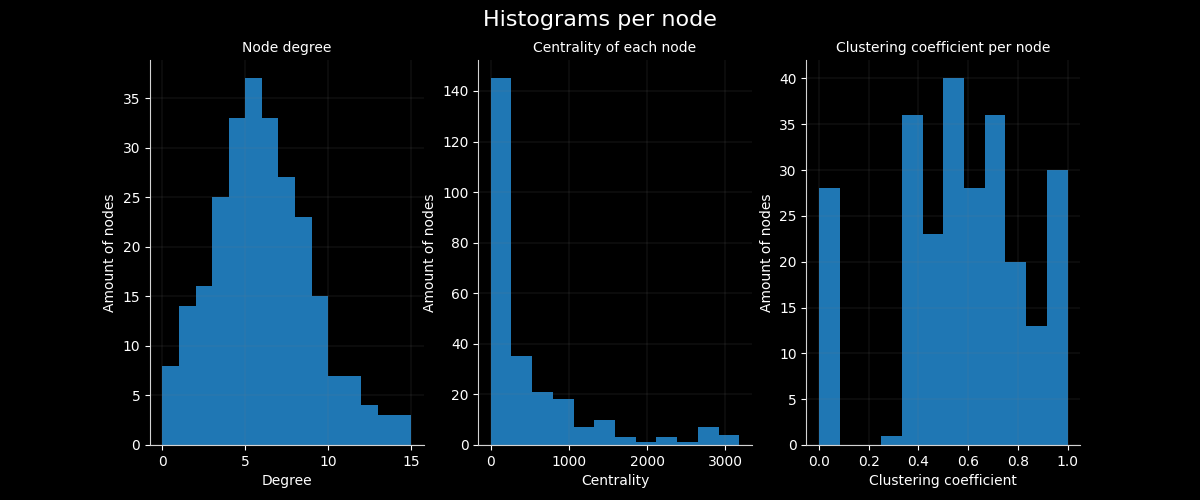 Histograms per node
Node degree
Amount of nodes
35
30
25
20
15
10
5
0
0 5 10 15
Degree
Centrality of each node
Amount of nodes
140
120
100
80
60
40
20
0
0 1000 2000 3000
Centrality
Clustering coefficient per node
Amount of nodes
40
35
30
25
20
15
10
5
0
0.0 0.2 0.4 0.6 0.8 1.0
Clustering coefficient